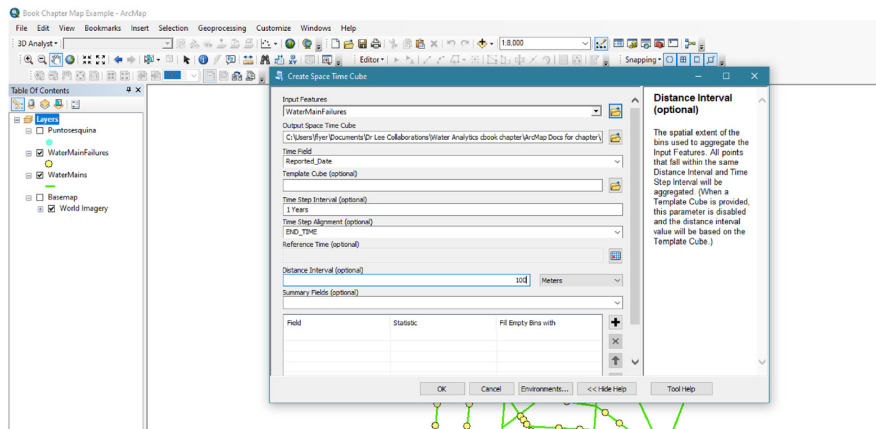 Book Chapter Map Example - ArcMap
File Edit View Bookmarks Insert Selection Geoprocessing Customize Windows Help
3D Analyst
1:8,000
Editor
Snapping
Table Of Contents
Layers
Puntosesquina
WaterMainFailures
WaterMains
Basemap
World Imagery
Create Space Time Cube
Input Features
WaterMainFailures
Output Space Time Cube
C:\Users\flyer\Documents\Dr Lee Collaborations\Water Analytics cbook chapter\ArcMap Docs for chapter\
Time Field
Reported_Date
Template Cube (optional)
Time Step Interval (optional)
1 Years
Time Step Alignment (optional)
END_TIME
Reference Time (optional)
Distance Interval (optional)
100 Meters
Summary Fields (optional)
Field Statistic Fill Empty Bins with
OK Cancel Environments... << Hide Help Tool Help
Distance Interval
(optional)
The spatial extent of the
bins used to aggregate the
Input Features. All points
that fall within the same
Distance Interval and Time
Step Interval will be
aggregated. (When a
Template Cube is provided,
this parameter is disabled
and the distance interval
value will be based on the
Template Cube.)